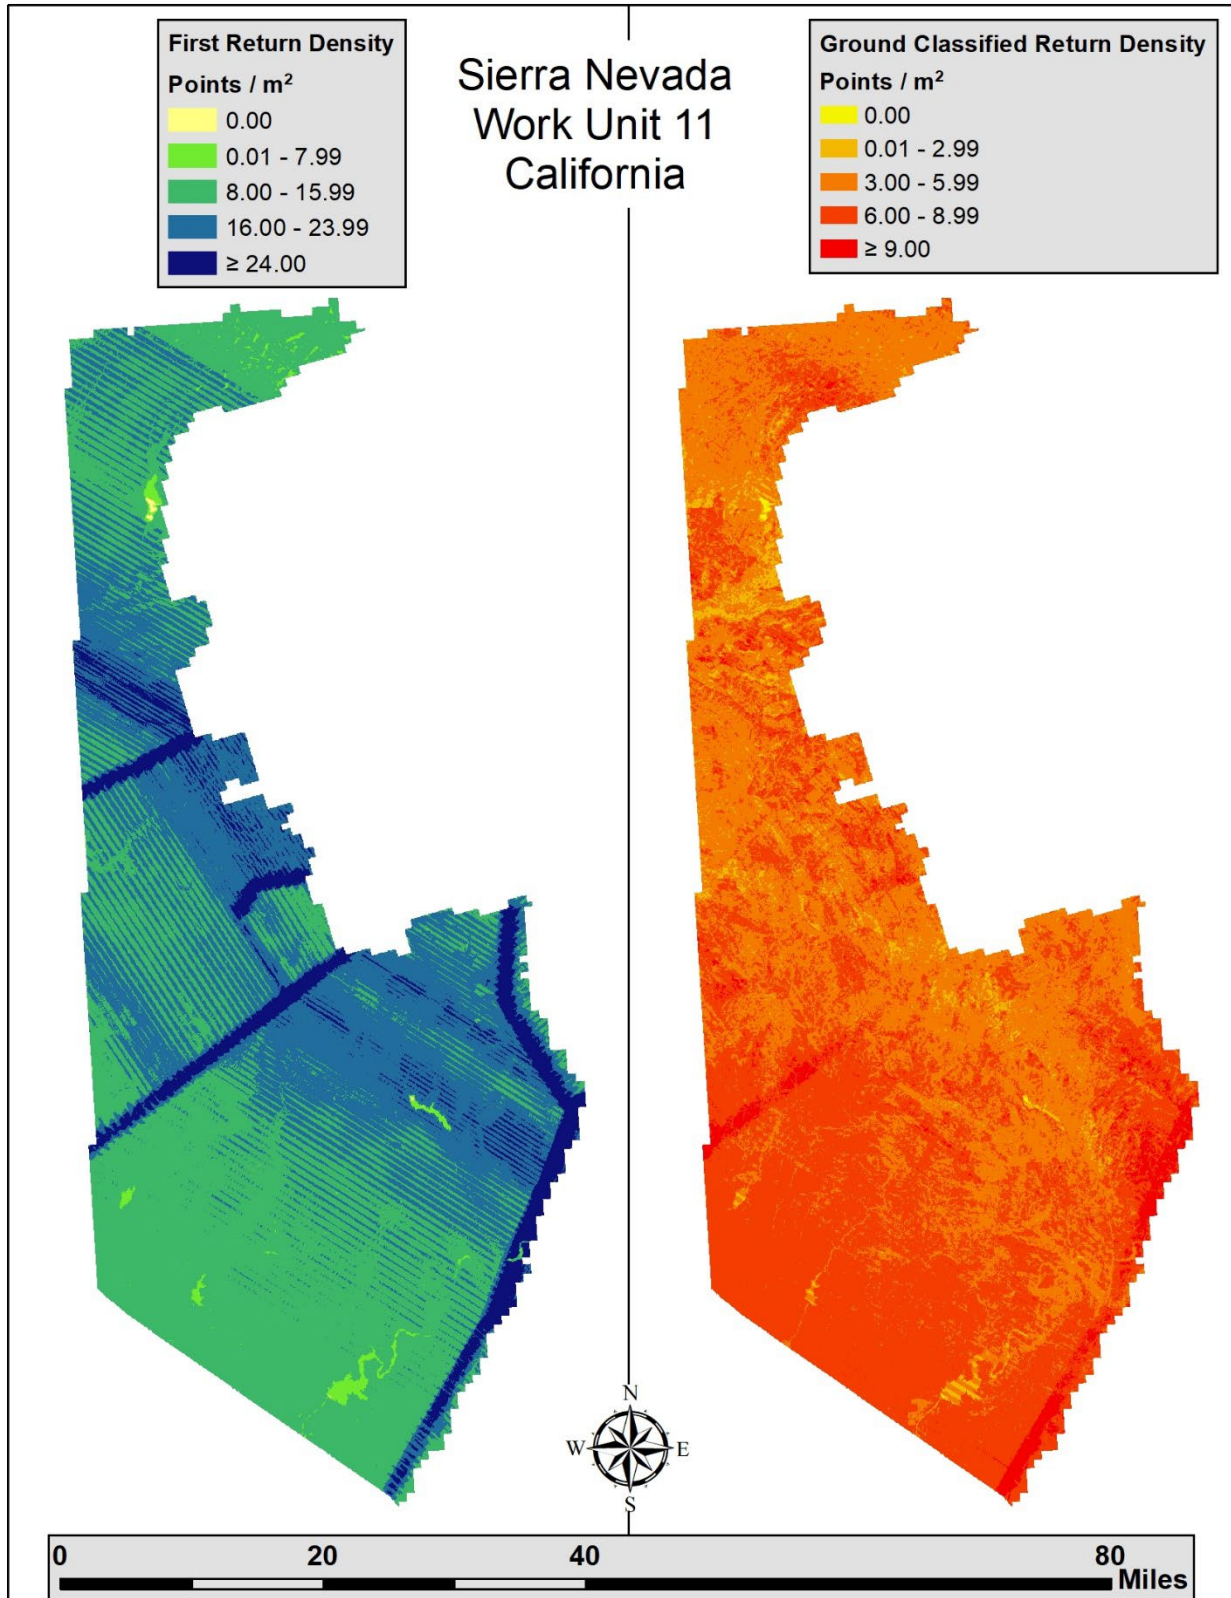 First Return Density
Points / m²
0.00
0.01 - 7.99
8.00 - 15.99
16.00 - 23.99
≥ 24.00
Sierra Nevada
Work Unit 11
California
Ground Classified Return Density
Points / m²
0.00
0.01 - 2.99
3.00 - 5.99
6.00 - 8.99
≥ 9.00
N
W E
S
0 20 40 80
Miles